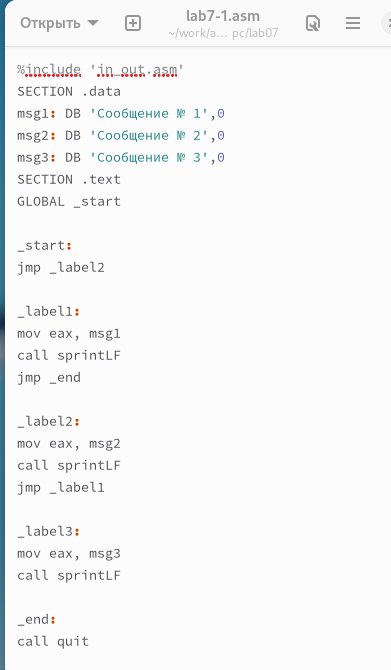 Открыть
lab7-1.asm
~/work/a... pc/lab07
%include 'in_out.asm'
SECTION .data
msg1: DB 'Сообщение № 1',0
msg2: DB 'Сообщение № 2',0
msg3: DB 'Сообщение № 3',0
SECTION .text
GLOBAL _start
_start:
jmp _label2
_label1:
mov eax, msg1
call sprintLF
jmp _end
_label2:
mov eax, msg2
call sprintLF
jmp _label1
_label3:
mov eax, msg3
call sprintLF
_end:
call quit